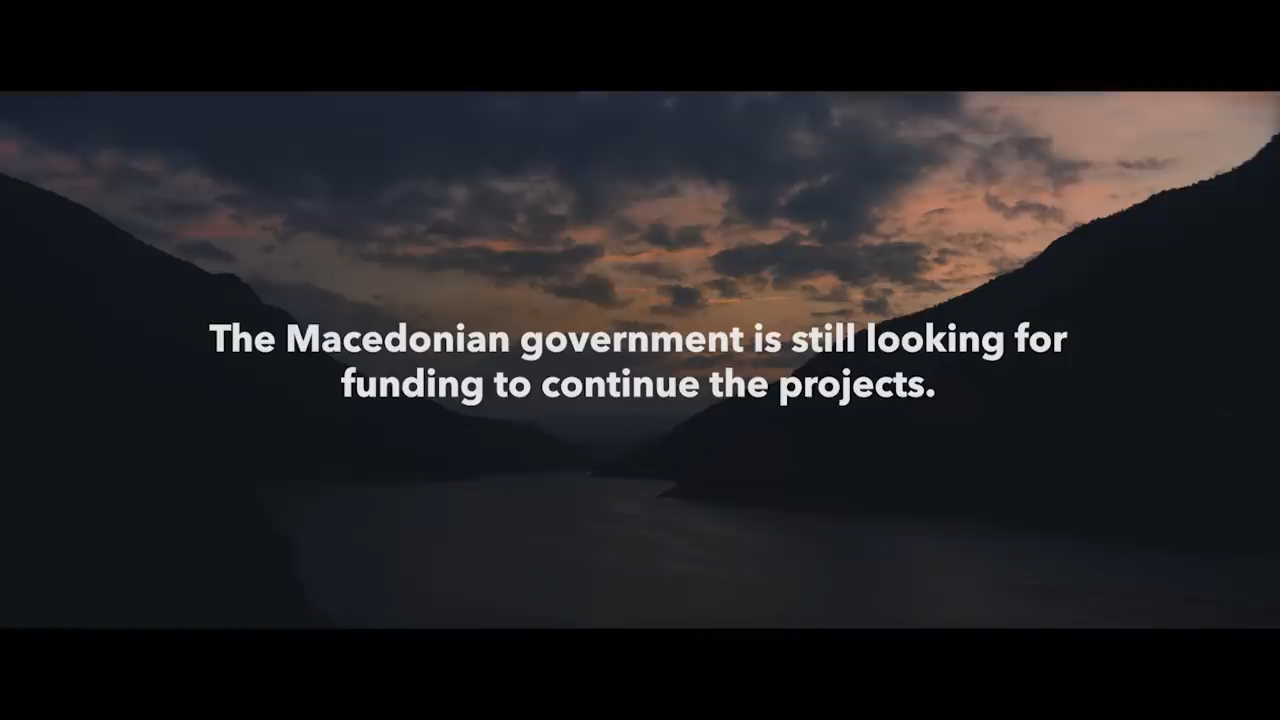 The Macedonian government is still looking for
funding to continue the projects.